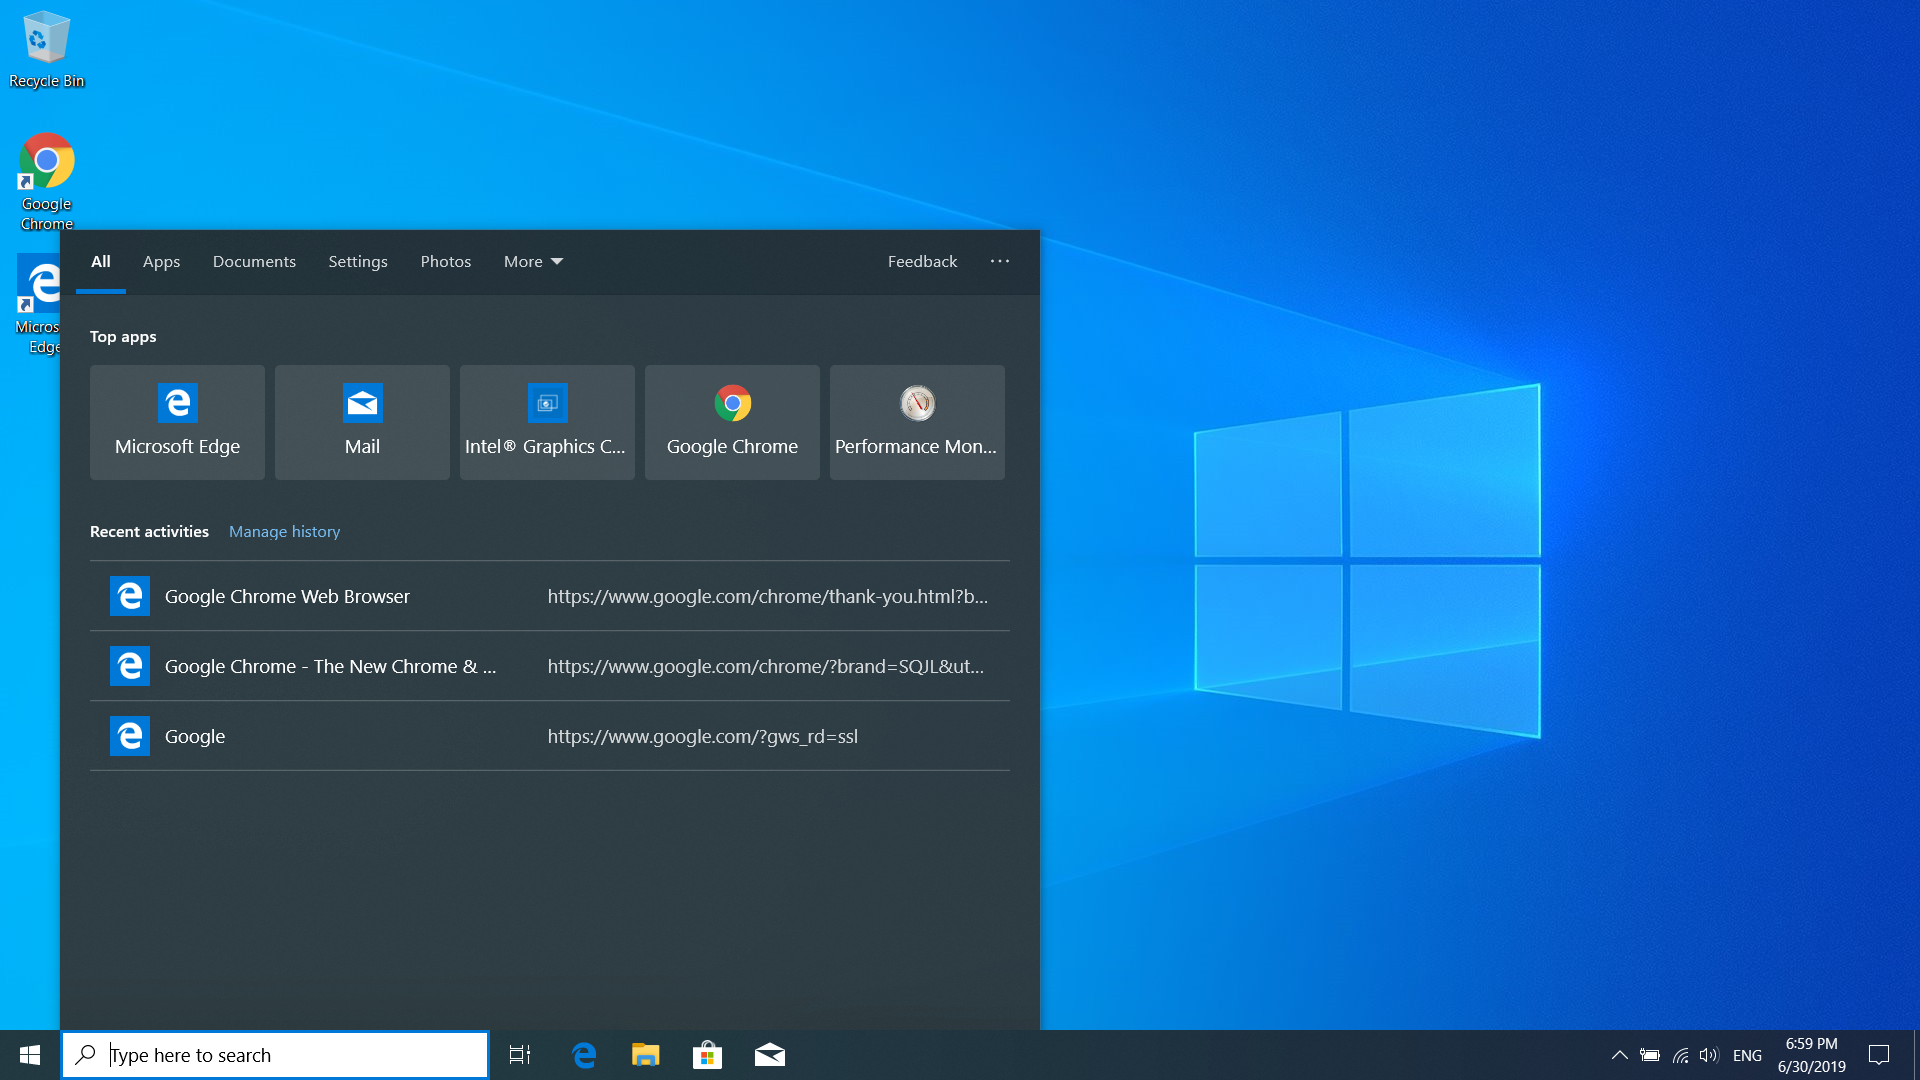 Recycle Bin
Google
Chrome
Micros
Edge
All Apps Documents Settings Photos More Feedback ...
Top apps
Microsoft Edge
Mail
Intel® Graphics C...
Google Chrome
Performance Mon...
Recent activities Manage history
Google Chrome Web Browser https://www.google.com/chrome/thank-you.html?b...
Google Chrome - The New Chrome & ... https://www.google.com/chrome/?brand=SQJL&ut...
Google https://www.google.com/?gws_rd=ssl
Type here to search
ENG
6:59 PM
6/30/2019